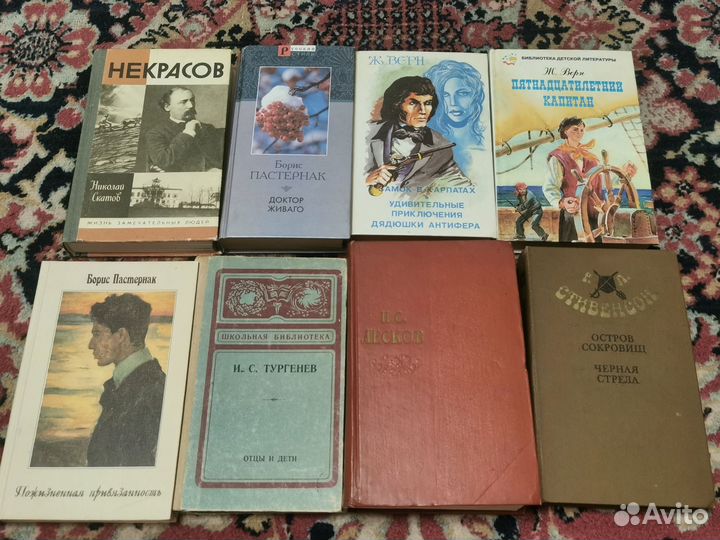 НЕКРАСОВ
Николай
Скатов
ЖИЗНЬ ЗАМЕЧАТЕЛЬНЫХ ЛЮДЕЙ
Борис
ПАСТЕРНАК
ДОКТОР
ЖИВАГО
Ж. ВЕРН
ЗАМОК В КАРПАТАХ
УДИВИТЕЛЬНЫЕ
ПРИКЛЮЧЕНИЯ
ДЯДЮШКИ АНТИФЕРА
БИБЛИОТЕКА ДЕТСКОЙ ЛИТЕРАТУРЫ
Ж. Верн
ПЯТНАДЦАТИЛЕТНИЙ
КАПИТАН
Борис Пастернак
Пожизненная привязанность
ШКОЛЬНАЯ БИБЛИОТЕКА
И. С. ТУРГЕНЕВ
ОТЦЫ И ДЕТИ
Н. С.
ЛЕСКОВ
Р Л
СТИВЕНСОН
ОСТРОВ
СОКРОВИЩ
ЧЕРНАЯ
СТРЕЛА
Avito